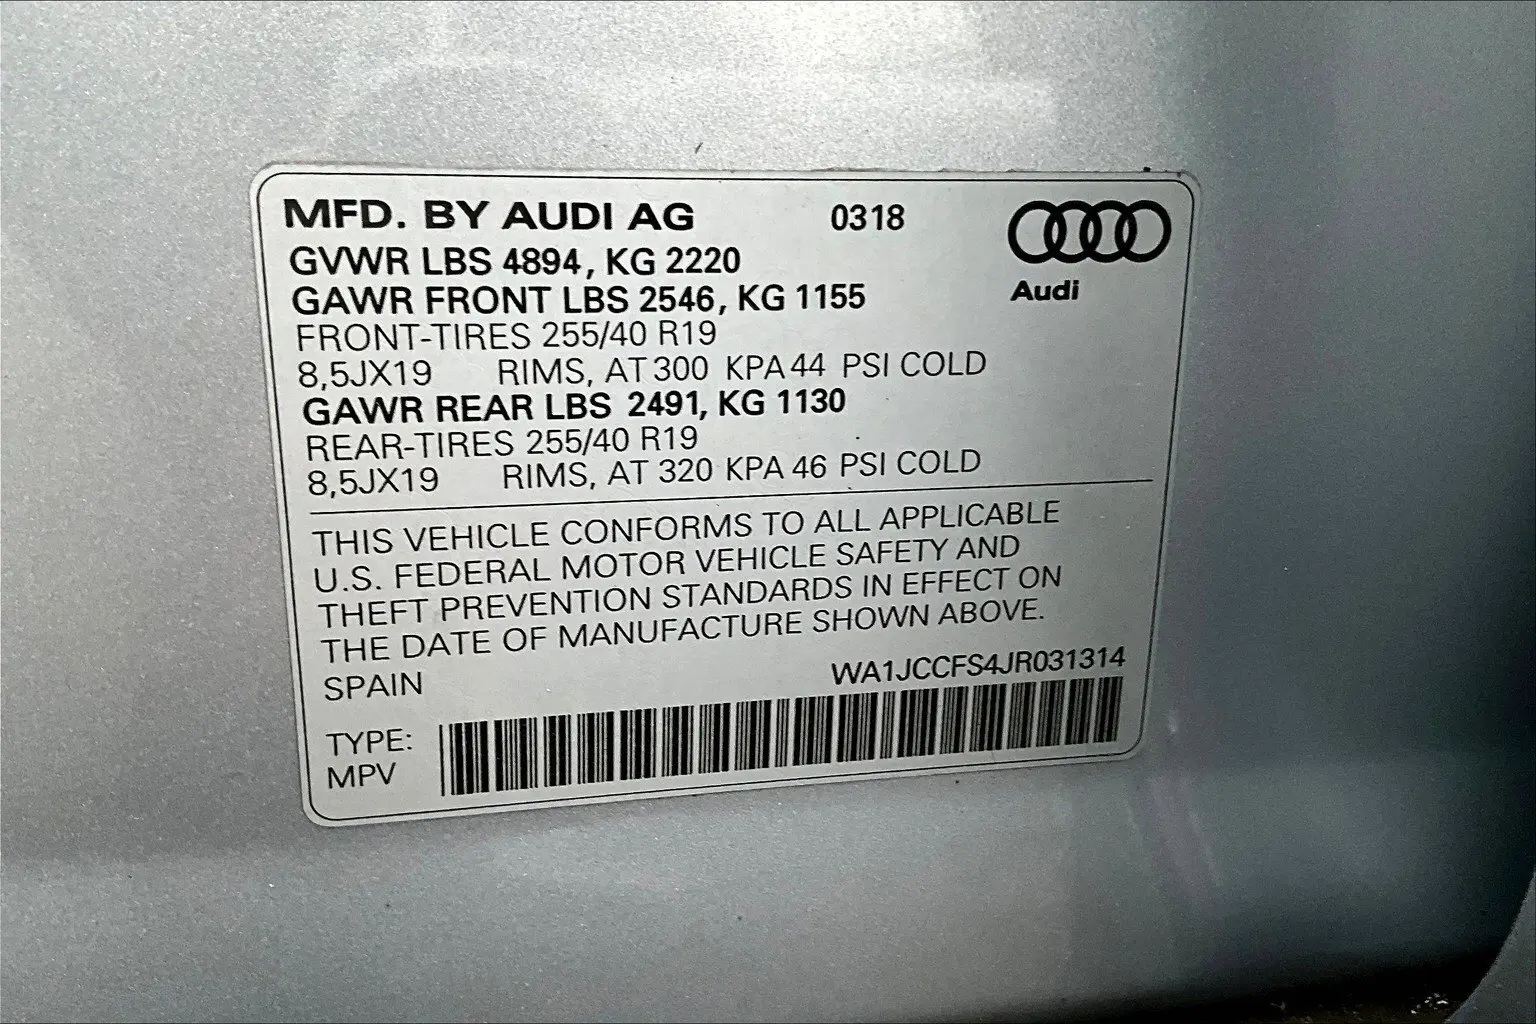 MFD. BY AUDI AG 0318
GVWR LBS 4894, KG 2220
GAWR FRONT LBS 2546, KG 1155
Audi
FRONT-TIRES 255/40 R19
8,5JX19 RIMS, AT 300 KPA 44 PSI COLD
GAWR REAR LBS 2491, KG 1130
REAR-TIRES 255/40 R19
8,5JX19 RIMS, AT 320 KPA 46 PSI COLD
THIS VEHICLE CONFORMS TO ALL APPLICABLE
U.S. FEDERAL MOTOR VEHICLE SAFETY AND
THEFT PREVENTION STANDARDS IN EFFECT ON
THE DATE OF MANUFACTURE SHOWN ABOVE.
SPAIN WA1JCCFS4JR031314
TYPE:
MPV